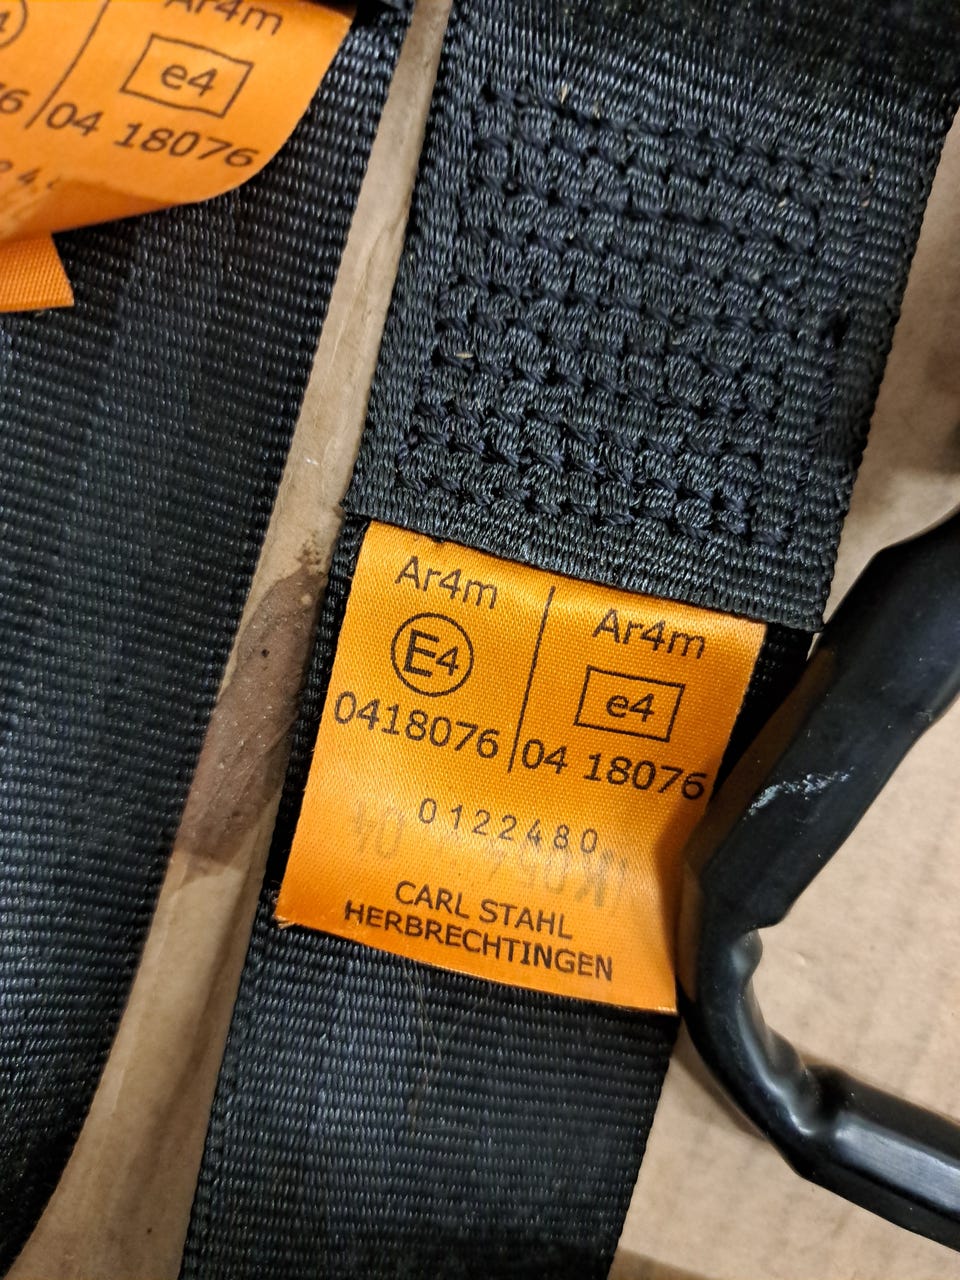 Ar4m
e4
04 18076
Ar4m
E4
0418076
Ar4m
e4
04 18076
0122480
CARL STAHL
HERBRECHTINGEN